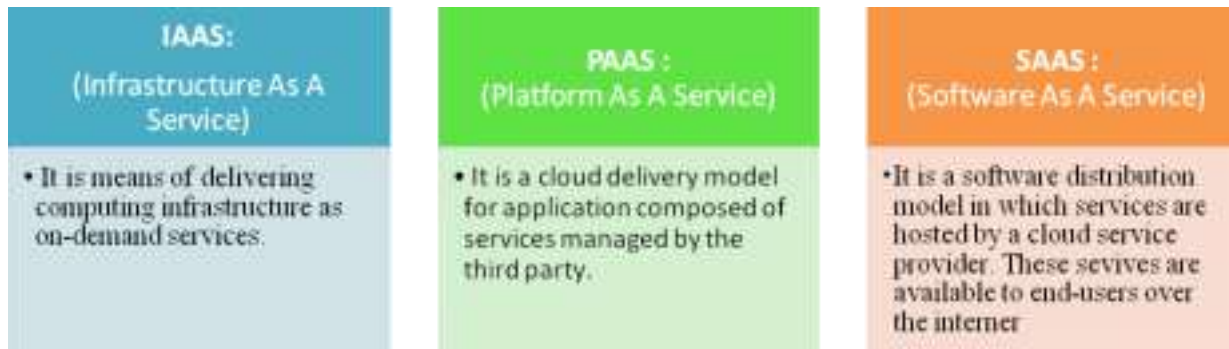 IAAS:
(Infrastructure As A
Service)
• It is means of delivering
computing infrastructure as
on-demand services.
PAAS :
(Platform As A Service)
• It is a cloud delivery model
for application composed of
services managed by the
third party.
SAAS :
(Software As A Service)
•It is a software distribution
model in which services are
hosted by a cloud service
provider. These sevives are
available to end-users over
the interner